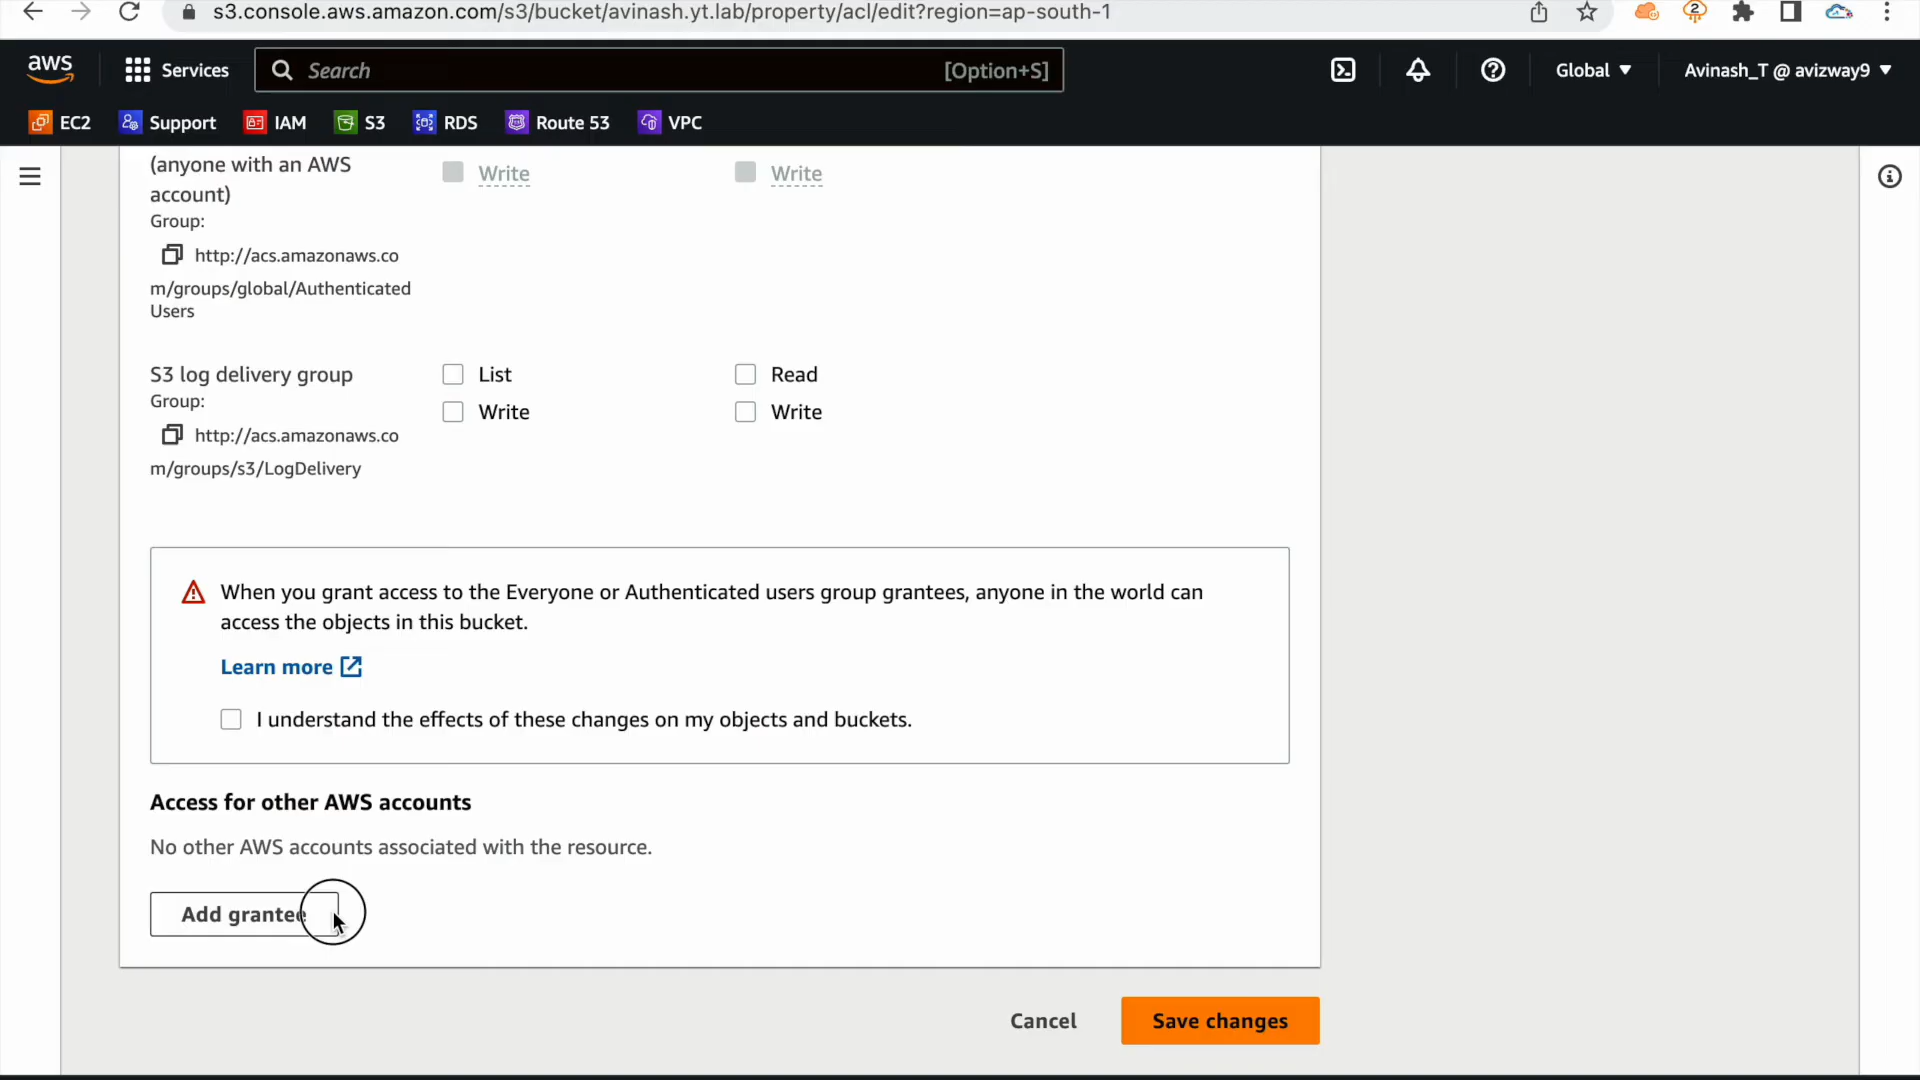 s3.console.aws.amazon.com/s3/bucket/avinash.yt.lab/property/acl/edit?region=ap-south-1
2
aws
Services
Search
[Option+S]
Global
Avinash_T @ avizway9
EC2
Support
IAM
S3
RDS
Route 53
VPC
(anyone with an AWS
account)
Write
Write
Group:
http://acs.amazonaws.co
m/groups/global/Authenticated
Users
S3 log delivery group
List
Read
Group:
Write
Write
http://acs.amazonaws.co
m/groups/s3/LogDelivery
When you grant access to the Everyone or Authenticated users group grantees, anyone in the world can
access the objects in this bucket.
Learn more
I understand the effects of these changes on my objects and buckets.
Access for other AWS accounts
No other AWS accounts associated with the resource.
Add grantee
Cancel
Save changes